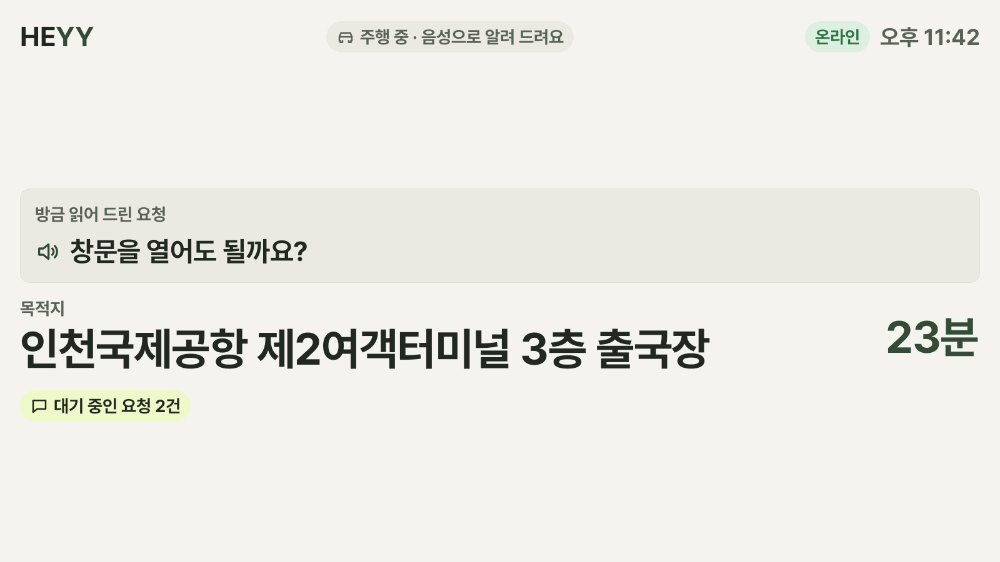 HEYY
주행 중 · 음성으로 알려 드려요
온라인
오후 11:42
방금 읽어 드린 요청
창문을 열어도 될까요?
목적지
인천국제공항 제2여객터미널 3층 출국장
23분
대기 중인 요청 2건